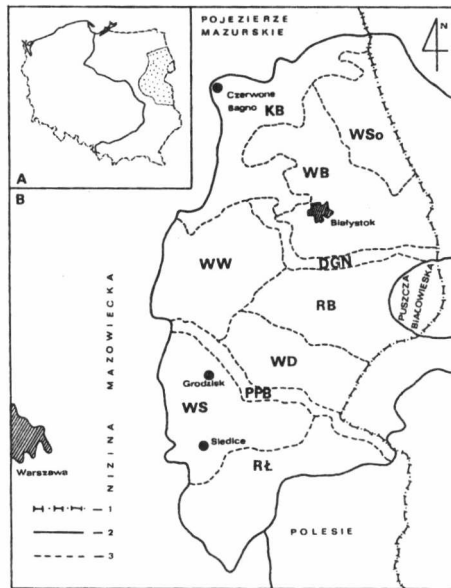 A
B
POJEZIERZE
MAZURSKIE
N
Czerwone
Bagno
KB
WSo
WB
Białystok
DGN
WW
RB
PUSZCZA
BIAŁOWIESKA
WD
Grodzisk
PPB
WS
Siedlce
RŁ
NIZINA MAZOWIECKA
Warszawa
POLESIE
1
2
3